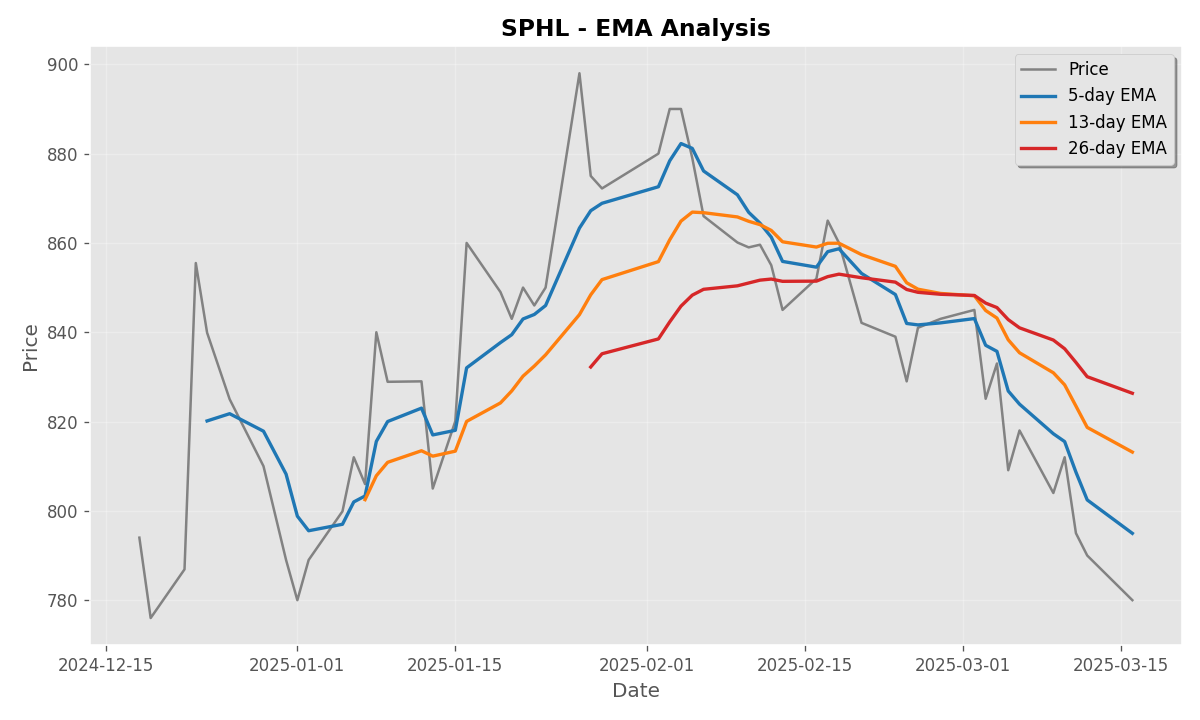 SPHL - EMA Analysis
Price
5-day EMA
13-day EMA
26-day EMA
Price
900
880
860
840
820
800
780
2024-12-15
2025-01-01
2025-01-15
2025-02-01
2025-02-15
2025-03-01
2025-03-15
Date